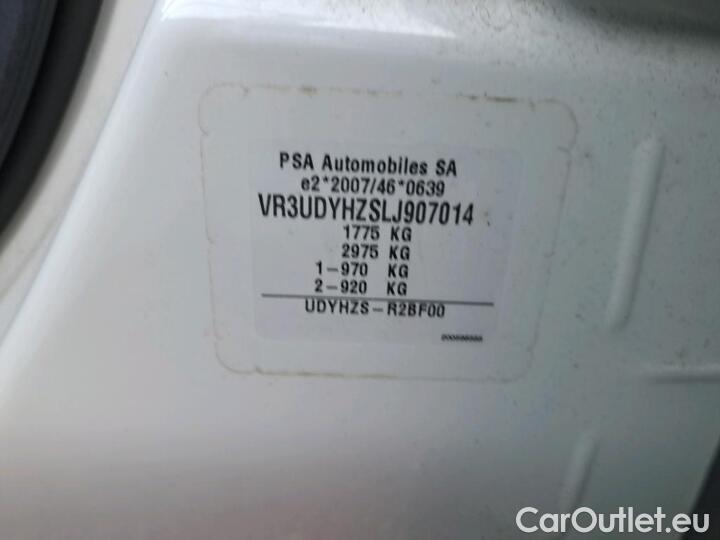 PSA Automobiles SA
e2*2007/46*0639
VR3UDYHZSLJ907014
1775 KG
2975 KG
1-970 KG
2-920 KG
UDYHZS-R2BF00
CarOutlet.eu